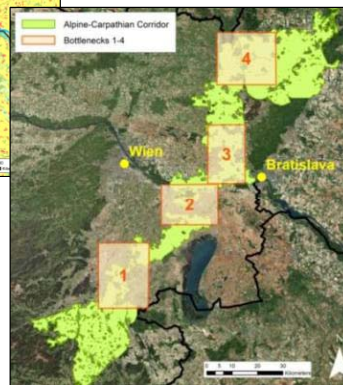 Alpine-Carpathian Corridor
Bottlenecks 1-4
4
3
Wien
Bratislava
2
1
0 5 10 20 30
Kilometers